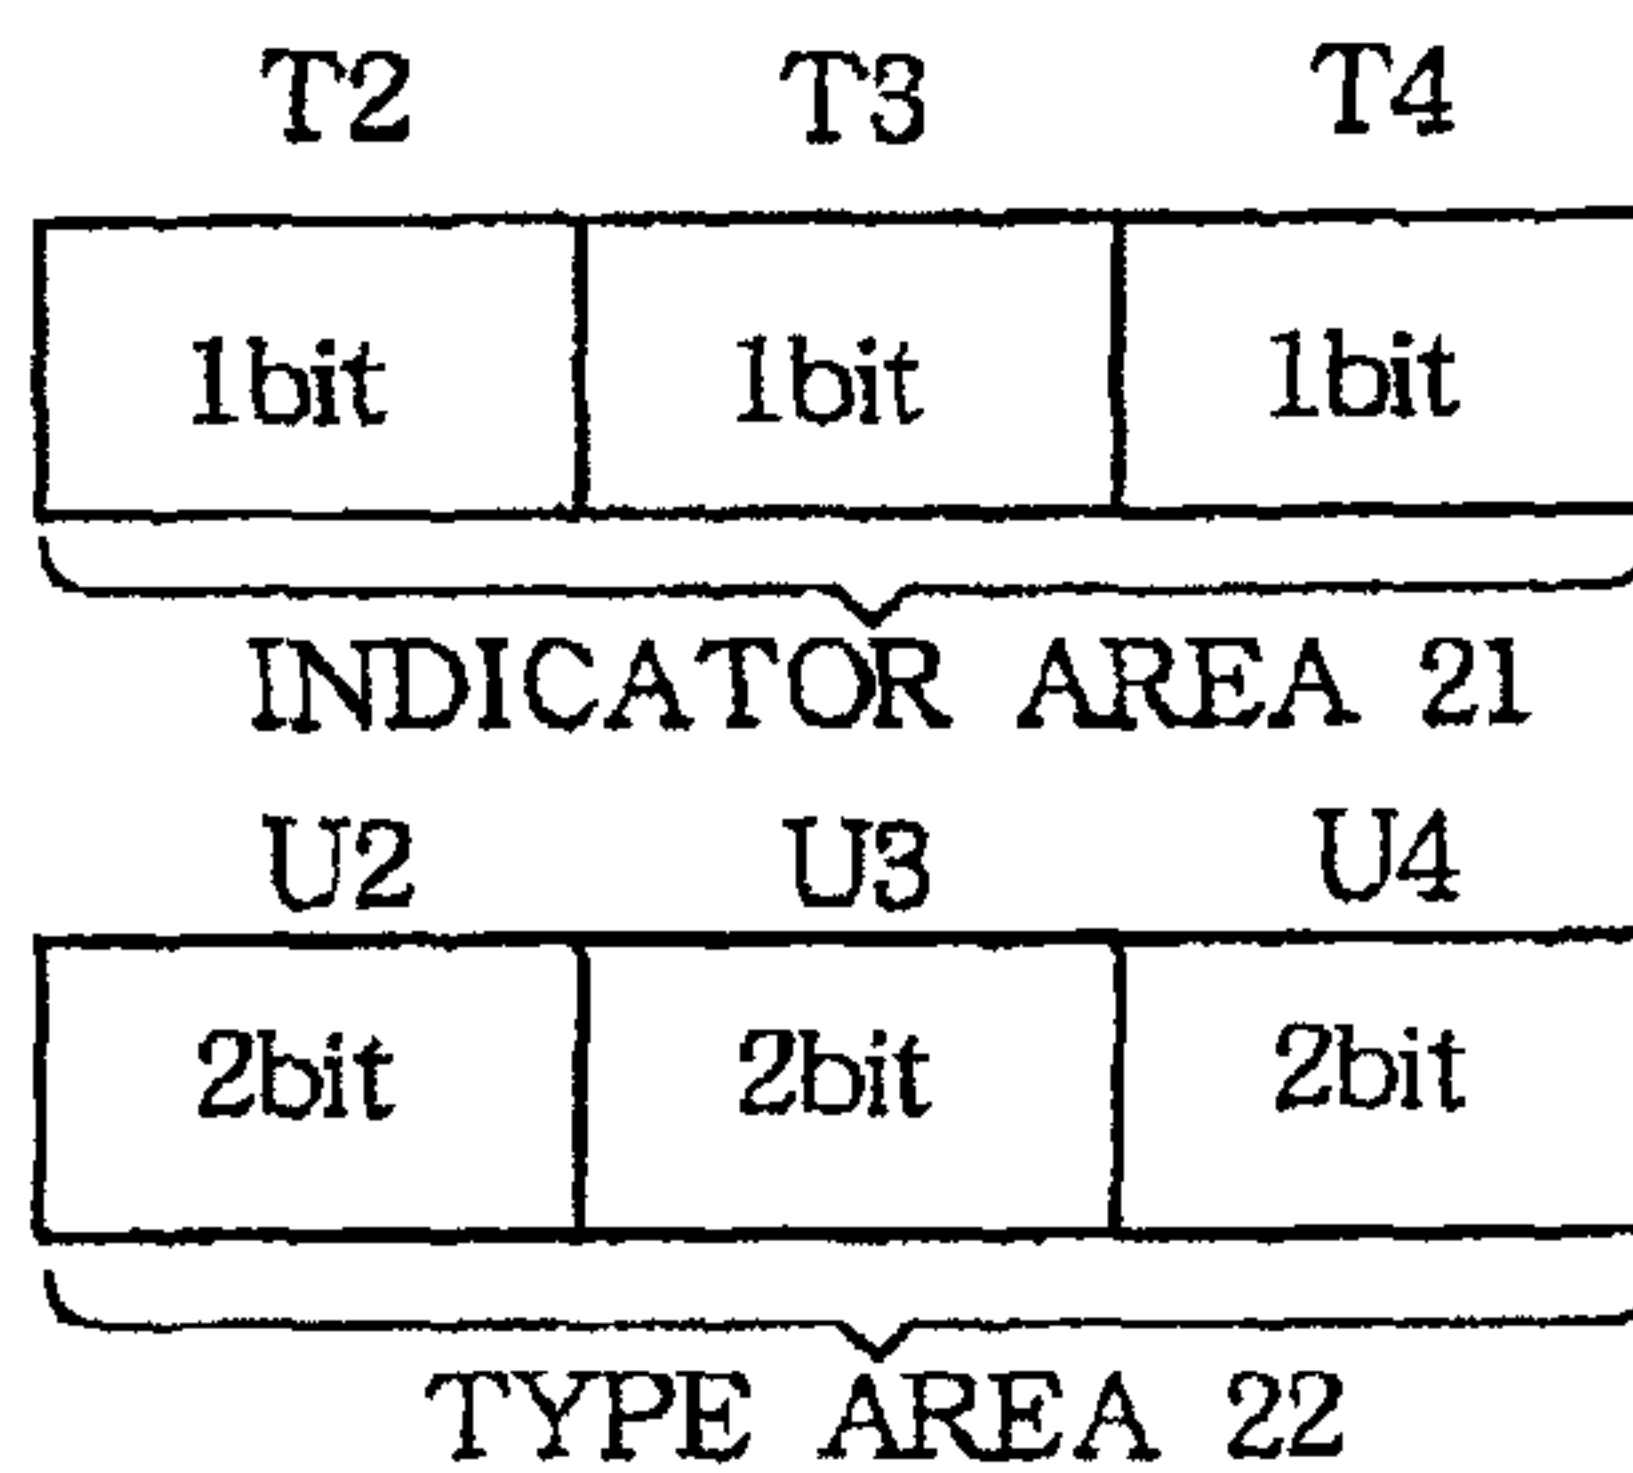 T2 T3 T4
1bit 1bit 1bit
INDICATOR AREA 21
U2 U3 U4
2bit 2bit 2bit
TYPE AREA 22